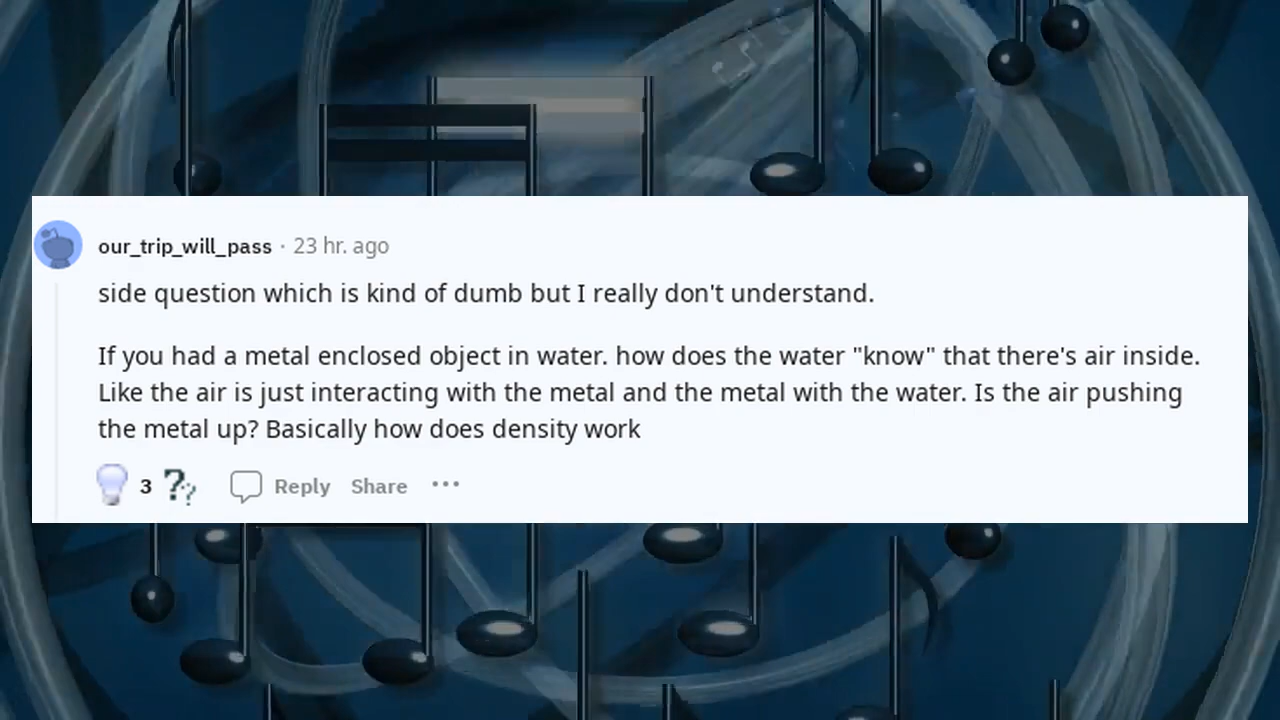 our_trip_will_pass · 23 hr. ago
side question which is kind of dumb but I really don't understand.
If you had a metal enclosed object in water. how does the water "know" that there's air inside.
Like the air is just interacting with the metal and the metal with the water. Is the air pushing
the metal up? Basically how does density work
3 Reply Share ···